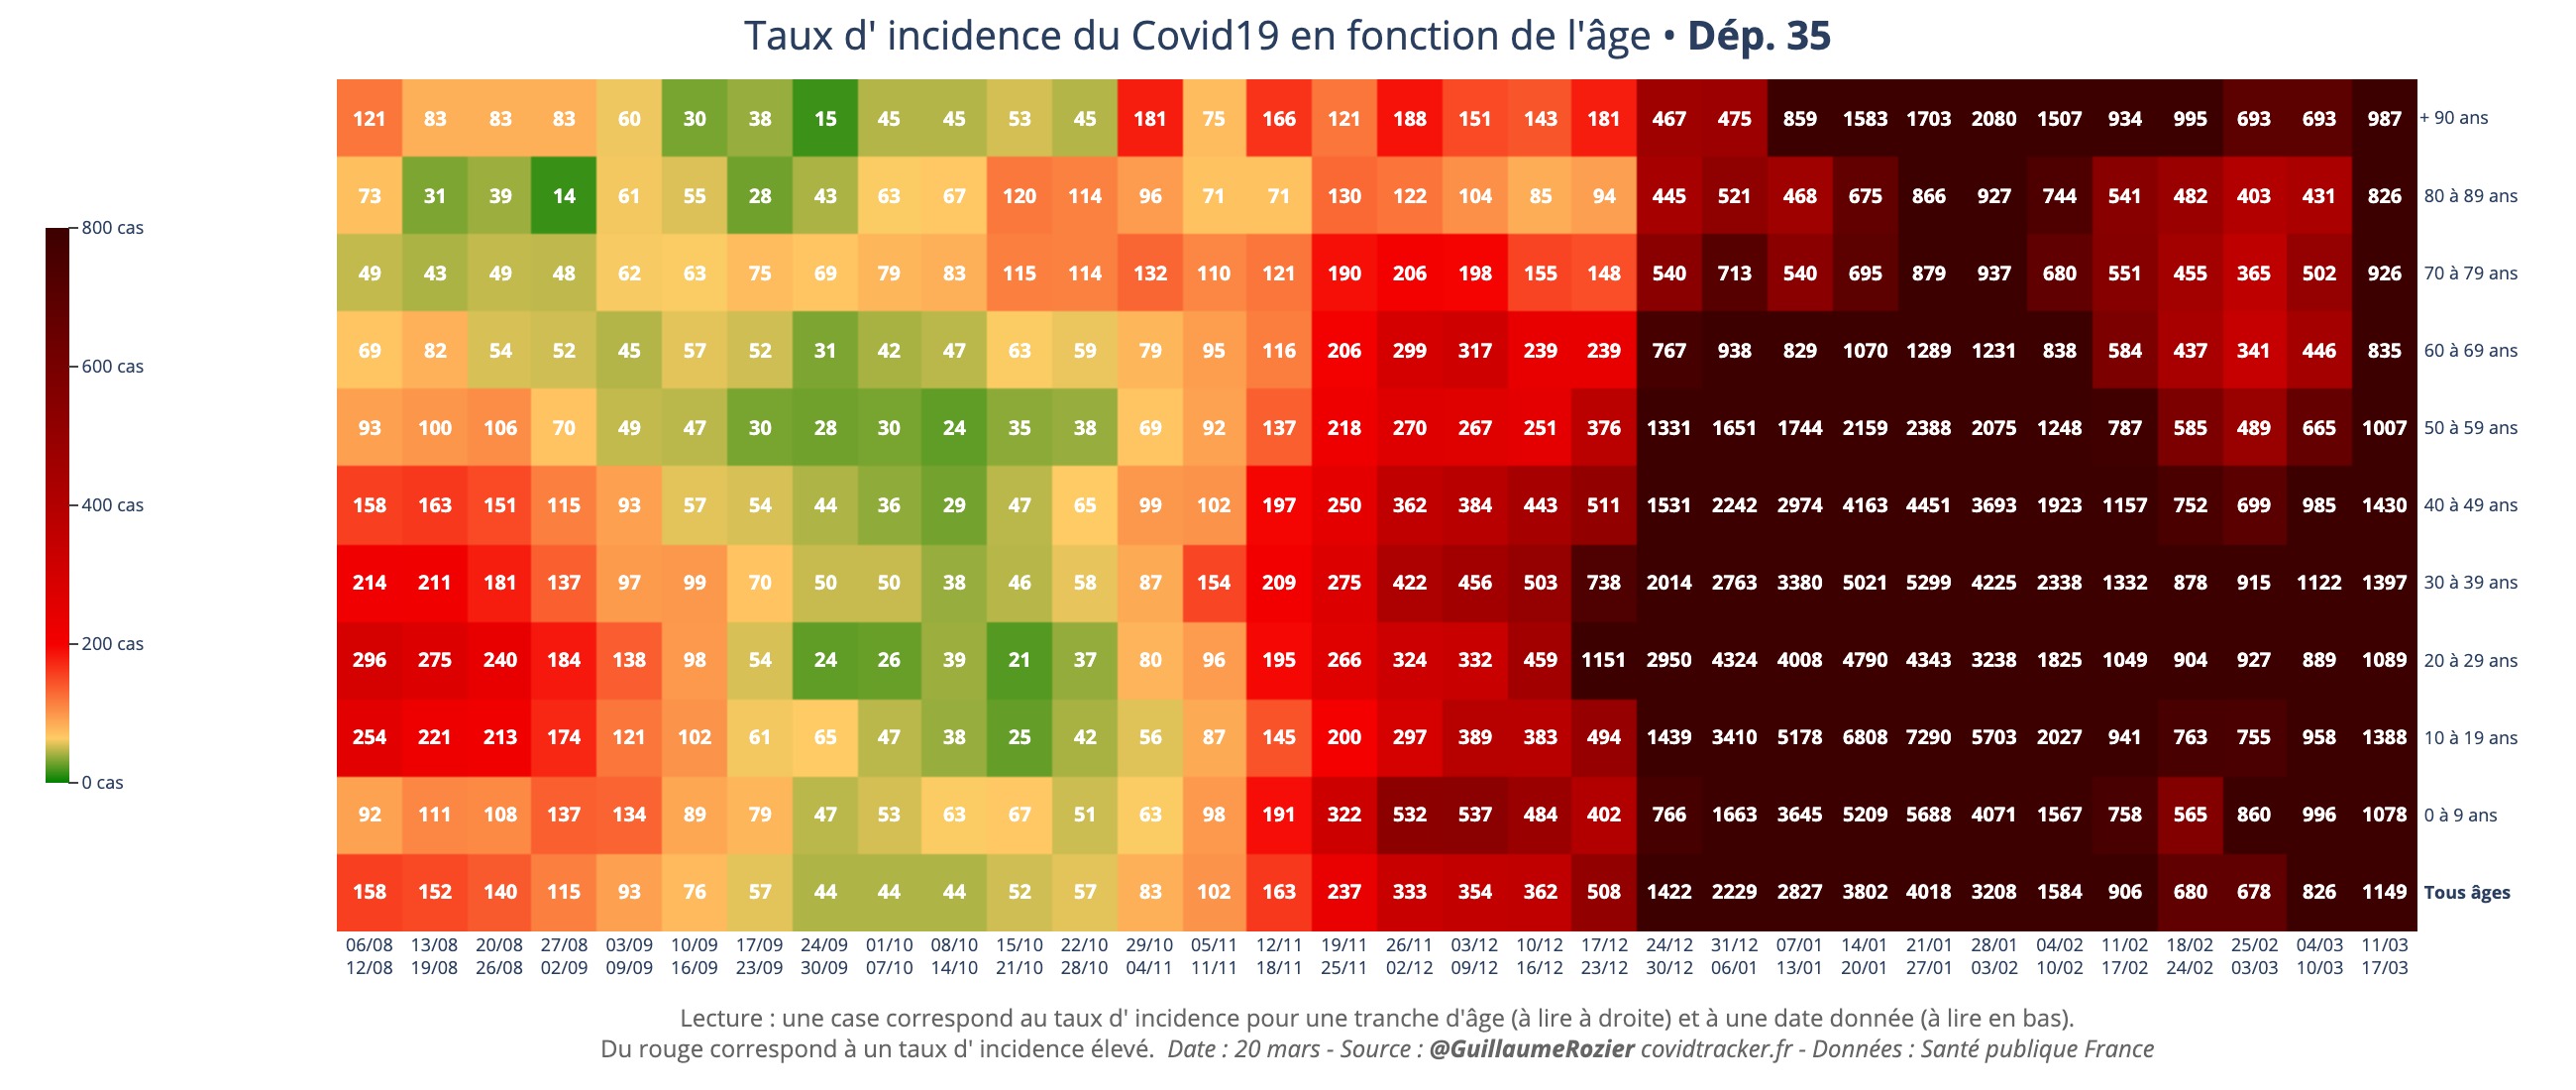 Taux d' incidence du Covid19 en fonction de l'âge • Dép. 35
121 83 83 83 60 30 38 15 45 45 53 45 181 75 166 121 188 151 143 181 467 475 859 1583 1703 2080 1507 934 995 693 693 987 + 90 ans
73 31 39 14 61 55 28 43 63 67 120 114 96 71 71 130 122 104 85 94 445 521 468 675 866 927 744 541 482 403 431 826 80 à 89 ans
800 cas
49 43 49 48 62 63 75 69 79 83 115 114 132 110 121 190 206 198 155 148 540 713 540 695 879 937 680 551 455 365 502 926 70 à 79 ans
69 82 54 52 45 57 52 31 42 47 63 59 79 95 116 206 299 317 239 239 767 938 829 1070 1289 1231 838 584 437 341 446 835 60 à 69 ans
600 cas
93 100 106 70 49 47 30 28 30 24 35 38 69 92 137 218 270 267 251 376 1331 1651 1744 2159 2388 2075 1248 787 585 489 665 1007 50 à 59 ans
400 cas
158 163 151 115 93 57 54 44 36 29 47 65 99 102 197 250 362 384 443 511 1531 2242 2974 4163 4451 3693 1923 1157 752 699 985 1430 40 à 49 ans
214 211 181 137 97 99 70 50 50 38 46 58 87 154 209 275 422 456 503 738 2014 2763 3380 5021 5299 4225 2338 1332 878 915 1122 1397 30 à 39 ans
200 cas
296 275 240 184 138 98 54 24 26 39 21 37 80 96 195 266 324 332 459 1151 2950 4324 4008 4790 4343 3238 1825 1049 904 927 889 1089 20 à 29 ans
254 221 213 174 121 102 61 65 47 38 25 42 56 87 145 200 297 389 383 494 1439 3410 5178 6808 7290 5703 2027 941 763 755 958 1388 10 à 19 ans
0 cas
92 111 108 137 134 89 79 47 53 63 67 51 63 98 191 322 532 537 484 402 766 1663 3645 5209 5688 4071 1567 758 565 860 996 1078 0 à 9 ans
158 152 140 115 93 76 57 44 44 44 52 57 83 102 163 237 333 354 362 508 1422 2229 2827 3802 4018 3208 1584 906 680 678 826 1149 Tous âges
06/08 13/08 20/08 27/08 03/09 10/09 17/09 24/09 01/10 08/10 15/10 22/10 29/10 05/11 12/11 19/11 26/11 03/12 10/12 17/12 24/12 31/12 07/01 14/01 21/01 28/01 04/02 11/02 18/02 25/02 04/03 11/03
12/08 19/08 26/08 02/09 09/09 16/09 23/09 30/09 07/10 14/10 21/10 28/10 04/11 11/11 18/11 25/11 02/12 09/12 16/12 23/12 30/12 06/01 13/01 20/01 27/01 03/02 10/02 17/02 24/02 03/03 10/03 17/03
Lecture : une case correspond au taux d' incidence pour une tranche d'âge (à lire à droite) et à une date donnée (à lire en bas).
Du rouge correspond à un taux d' incidence élevé. Date : 20 mars - Source : @GuillaumeRozier covidtracker.fr - Données : Santé publique France